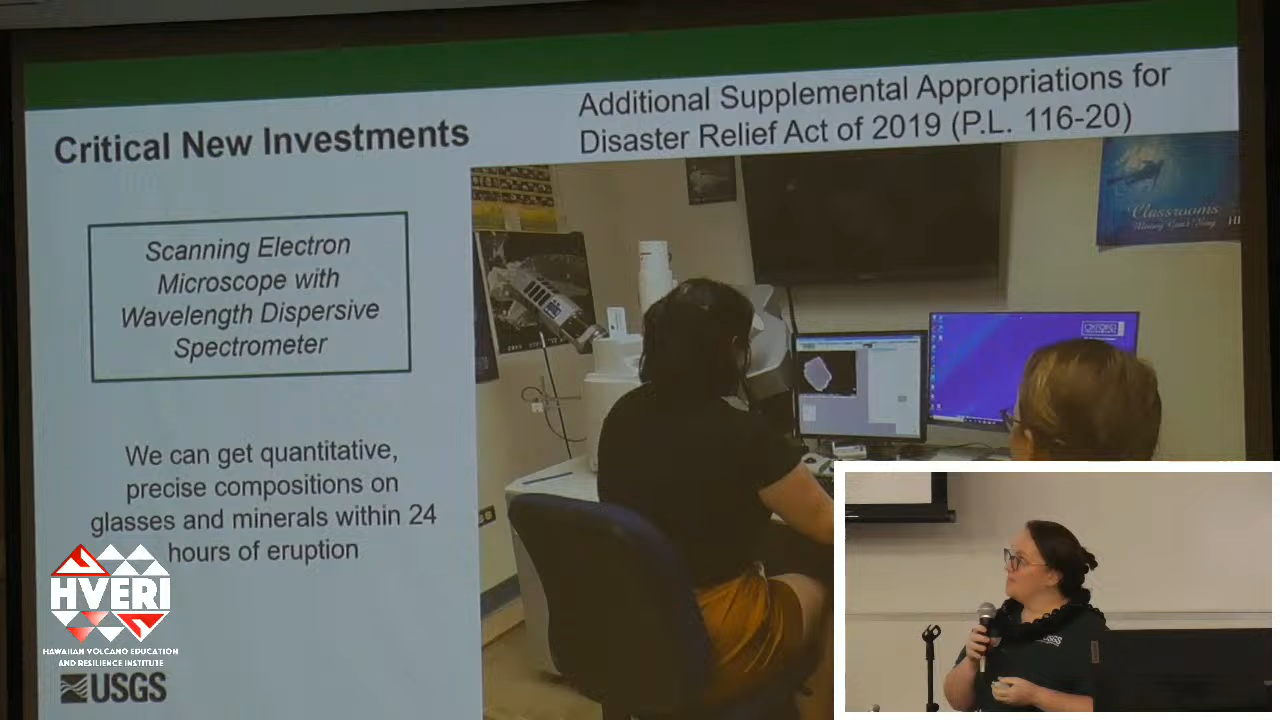 Critical New Investments
Additional Supplemental Appropriations for
Disaster Relief Act of 2019 (P.L. 116-20)
Scanning Electron
Microscope with
Wavelength Dispersive
Spectrometer
We can get quantitative,
precise compositions on
glasses and minerals within 24
hours of eruption
Classrooms
OXFORD
HVERI
HAWAIIAN VOLCANO EDUCATION
AND RESILIENCE INSTITUTE
USGS
USGS